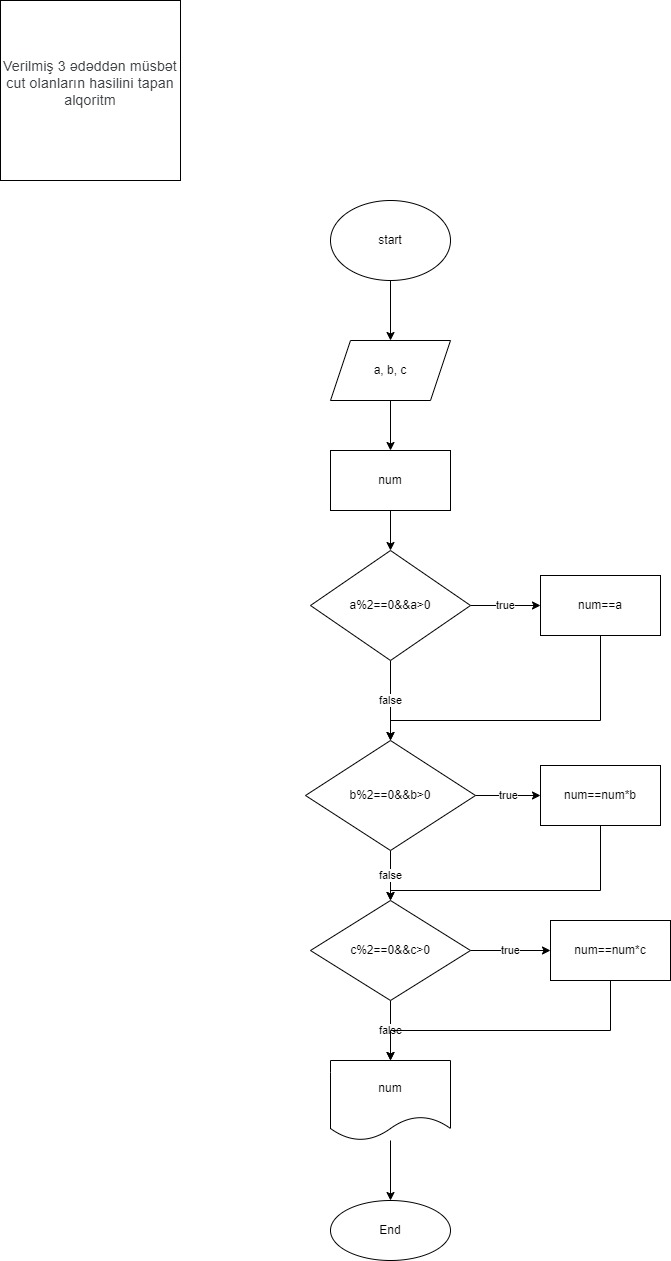 Verilmiş 3 ədəddən müsbət
cut olanların hasilini tapan
alqoritm
start
a, b, c
num
a%2==0&&a>0
true
num==a
false
b%2==0&&b>0
true
num==num*b
false
c%2==0&&c>0
true
num==num*c
false
num
End